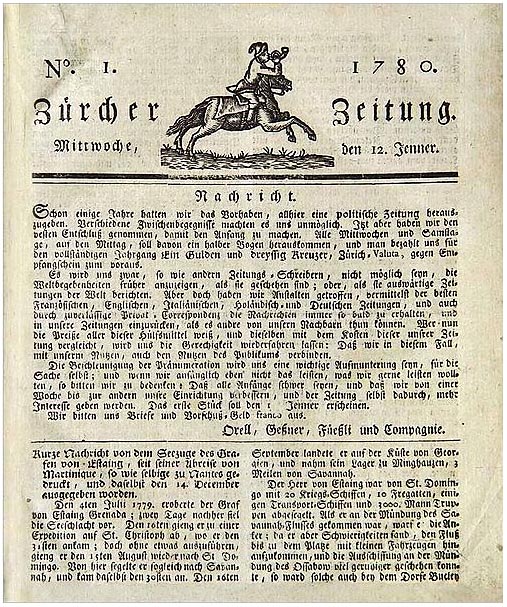 N°. 1.
1780.
Zürcher Zeitung.
Mittwoche, den 12. Jenner.
Nachricht.
Schon einige Jahre hatten wir das Vorhaben, allhier eine politische Zeitung heraus-
zugeben. Verschiedene Zwischenbegegnisse machten es uns unmöglich. Itzt aber haben wir den
vesten Entschluß genommen, damit den Anfang zu machen. Alle Mittwochen und Samsta-
ge, auf den Mittag, soll davon ein halber Bogen herauskommen, und man bezahlt uns für
den vollständigen Jahrgang Ein Gulden und dreyssig Kreuzer, Zürich, Valuta, gegen Em-
pfangschein zum voraus.
Es wird uns zwar, so wie andern Zeitungs-Schreibern, nicht möglich seyn, die
Weltbegebenheiten früher anzuzeigen, als sie geschehen sind; oder, als sie auswärtige Zei-
tungen der Welt berichten. Aber doch haben wir Anstalten getroffen, vermittelst der besten
Französischen, Englischen, Italiänischen, Holländisch- und Deutschen Zeitungen, und auch
durch zuverlässige Privat-Correspondenz die Nachrichten immer so bald zu erhalten, und
in unsere Zeitungen einzurücken, als es andre von unsern Nachbarn thun können. Wer nun
die Preiße aller dieser Hülfsmittel weiß, und dieselben mit dem Kosten dieser unsrer Zei-
tung vergleicht, wird uns die Gerechtigkeit wiederfahren lassen: Daß wir in diesem Fall,
mit unserm Nutzen, auch den Nutzen des Publikums verbinden.
Die Beschleunigung der Pränumeration wird uns eine wichtige Aufmunterung seyn, für die
Sache selbst; und wenn wir anfänglich eben nicht das leisten, was wir gerne leisten woll-
ten, so bitten wir zu bedenken: Daß alle Anfänge schwer seyen, und daß wir von einer
Woche bis zur andern unsre Einrichtung verbessern, und der Zeitung selbst dadurch, mehr
Interesse geben werden. Das erste Stück soll den 1 Jenner erscheinen.
Wir bitten uns Briefe und Vorschuß-Geld franco aus.
Orell, Geßner, Füeßli und Compagnie.
Kurze Nachricht von dem Seezuge des Gra-
fen von Estaing, seit seiner Abreise von
Martinique, so wie selbige zu Nantes ge-
druckt, und daselbst den 14. December
ausgegeben worden.
Den 4ten Julii 1779. eroberte der Graf
von Estaing Grenada; zwey Tage nachher fiel
die Seeschlacht vor. Den 10ten gieng er zu einer
Expedition auf St. Christoph ab, wo er den
31sten ankam; doch ohne etwas auszuführen,
gieng er den 13ten August wieder nach St. Do-
mingo. Von hier segelte er sogleich nach Savan-
nah, und kam daselbst den 30sten an. Den 10ten
September landete er auf der Küste von Geor-
gien, und nahm sein Lager zu Minghauzen, 3
Meilen von Savannah.
Der Herr von Estaing war von St. Domin-
go mit 20 Kriegs-Schiffen, 10 Fregatten, eini-
gen Transport-Schiffen und 3000. Mann Trup-
pen abgesegelt. Als er an der Mündung des Sa-
vannah-Flusses gekommen war, warf er die An-
ker; da er aber Schwierigkeiten fand, den Fluß
bis zu dem Platze mit kleinen Fahrzeugen hin-
aufzukommen, und die Ausschiffung an der Mün-
dung des Ossabow viel geruhiger geschehen konn-
te, so ward solche auch bey dem Dorfe Buciey